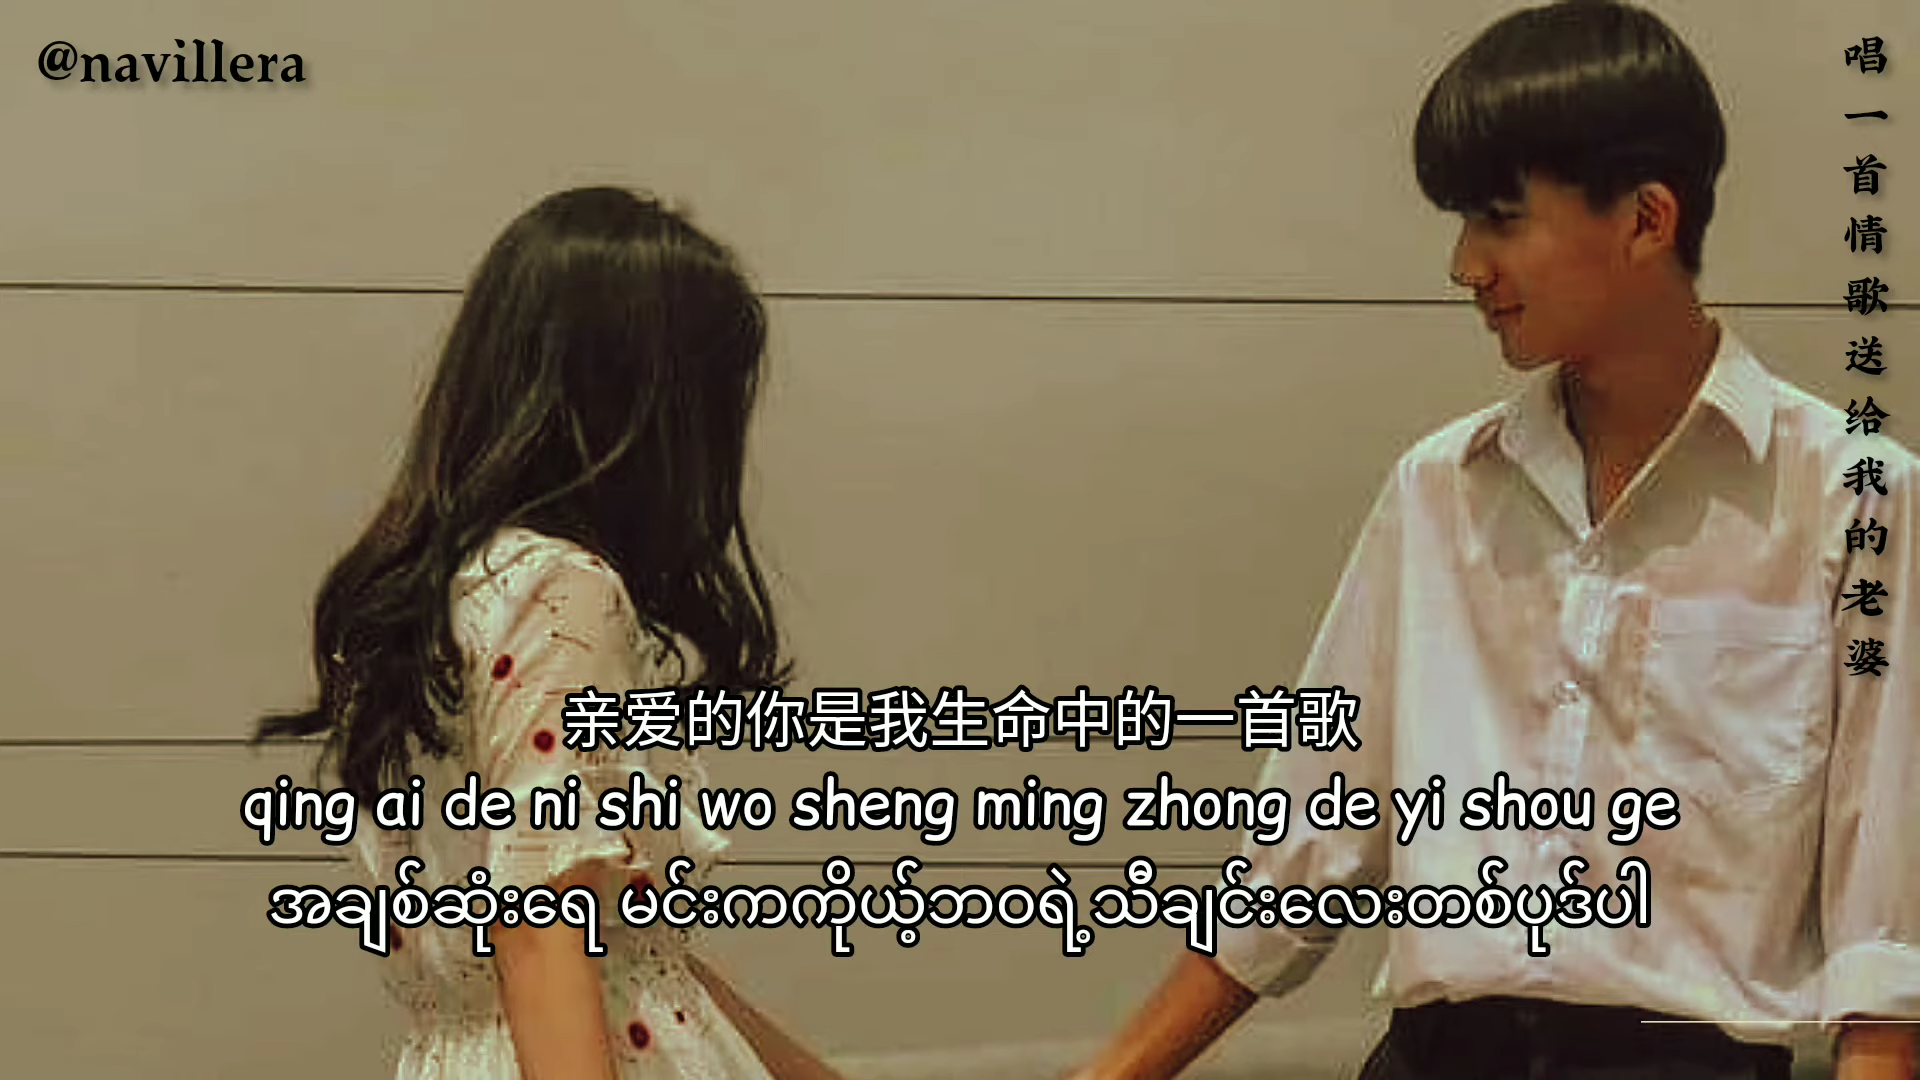 @navillera
唱一首情歌送给我的老婆
亲爱的你是我生命中的一首歌
qing ai de ni shi wo sheng ming zhong de yi shou ge
အချစ်ဆုံးရေ မင်းကကိုယ့်ဘဝရဲ့သီချင်းလေးတစ်ပုဒ်ပါ